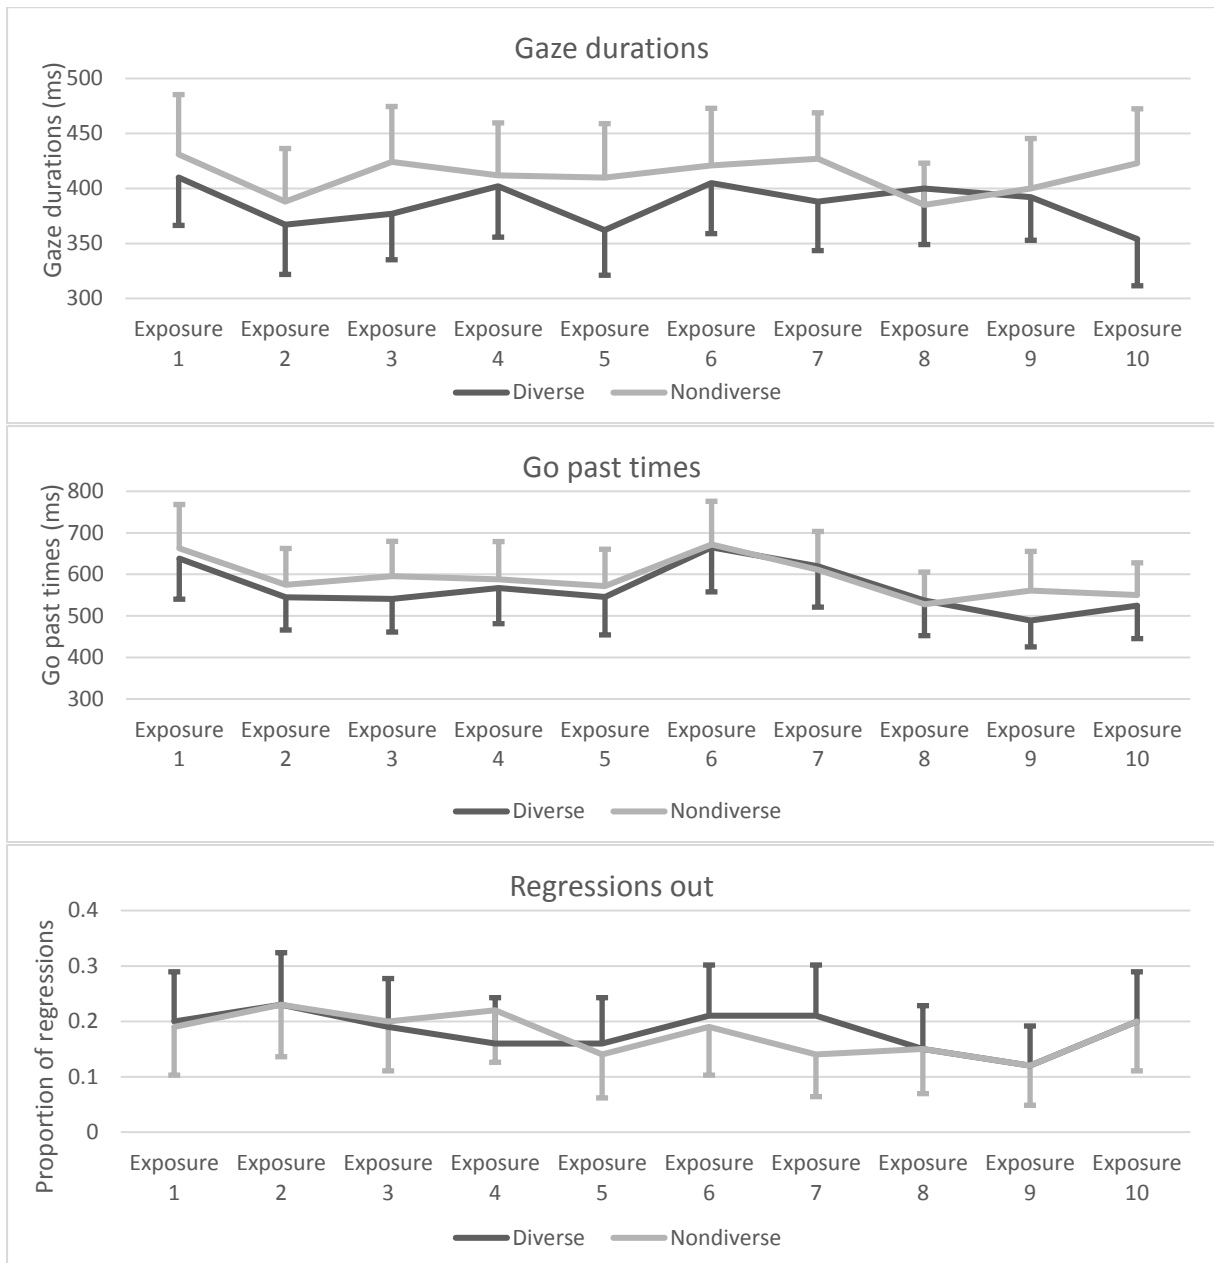 Gaze durations
Gaze durations (ms)
500
450
400
350
300
Exposure 1
Exposure 2
Exposure 3
Exposure 4
Exposure 5
Exposure 6
Exposure 7
Exposure 8
Exposure 9
Exposure 10
Diverse
Nondiverse
Go past times
Go past times (ms)
800
700
600
500
400
300
Exposure 1
Exposure 2
Exposure 3
Exposure 4
Exposure 5
Exposure 6
Exposure 7
Exposure 8
Exposure 9
Exposure 10
Diverse
Nondiverse
Regressions out
Proportion of regressions
0.4
0.3
0.2
0.1
0
Exposure 1
Exposure 2
Exposure 3
Exposure 4
Exposure 5
Exposure 6
Exposure 7
Exposure 8
Exposure 9
Exposure 10
Diverse
Nondiverse